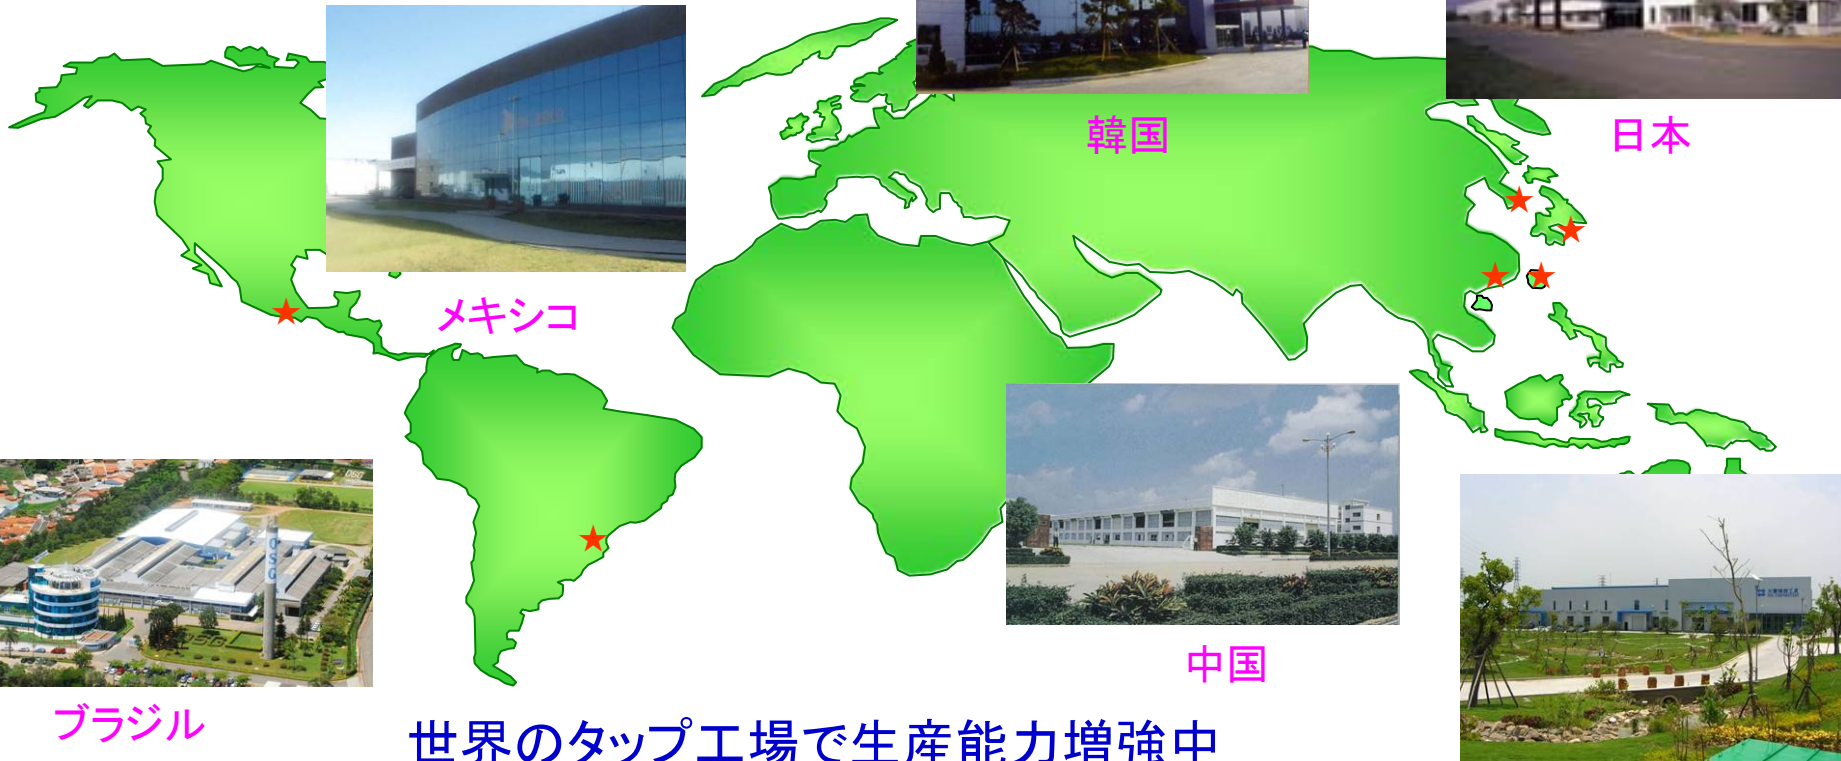 韓国
日本
メキシコ
中国
ブラジル
OSG
世界のタップ工場で生産能力増強中